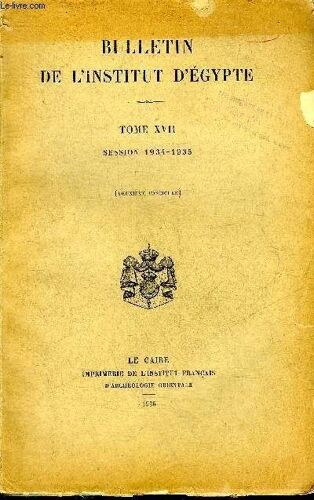 BULLETIN
DE L'INSTITUT D'ÉGYPTE
TOME XVII
SESSION 1934-1935
LE CAIRE
IMPRIMERIE DE L'INSTITUT FRANÇAIS
D'ARCHÉOLOGIE ORIENTALE